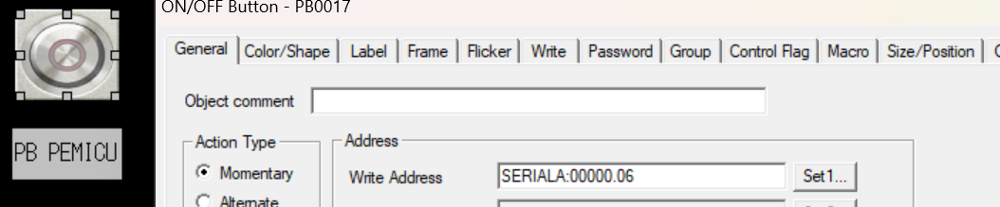 ON/OFF Button - PB0017
General Color/Shape Label Frame Flicker Write Password Group Control Flag Macro Size/Position
Object comment
PB PEMICU
Action Type
Address
Momentary
Write Address SERIALA:00000.06 Set1...
Alternate